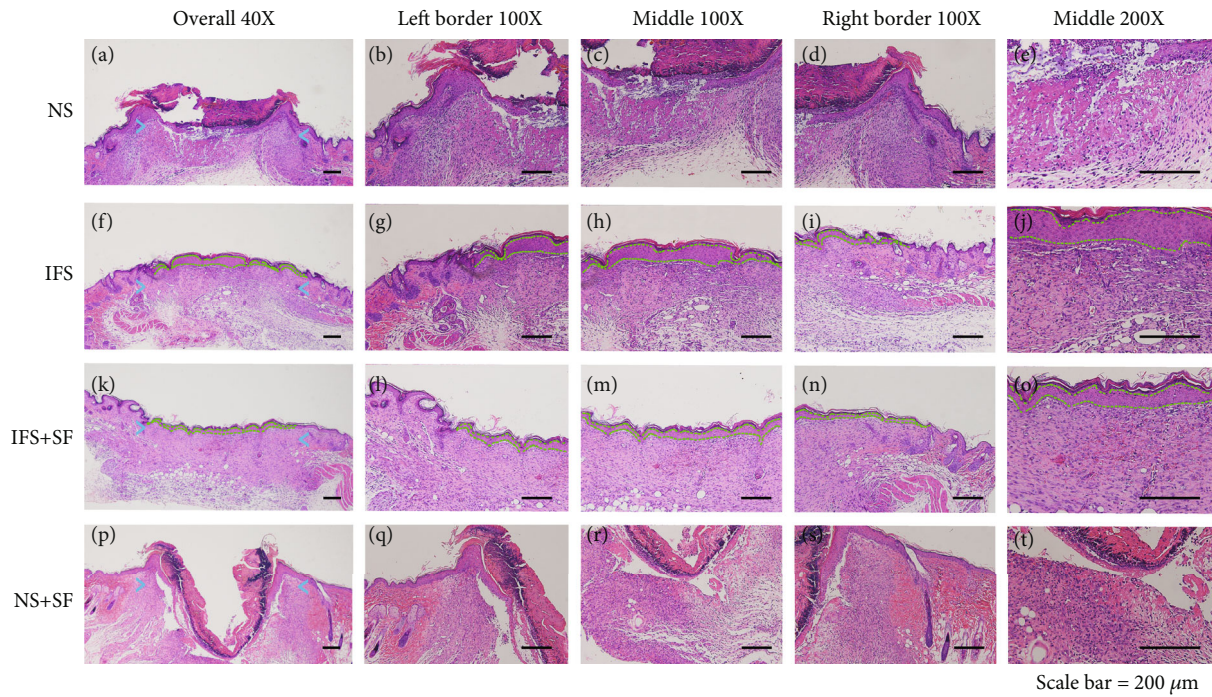 Overall 40X Left border 100X Middle 100X Right border 100X Middle 200X
NS (a) (b) (c) (d) (e)
IFS (f) (g) (h) (i) (j)
IFS+SF (k) (l) (m) (n) (o)
NS+SF (p) (q) (r) (s) (t)
Scale bar = 200 μm